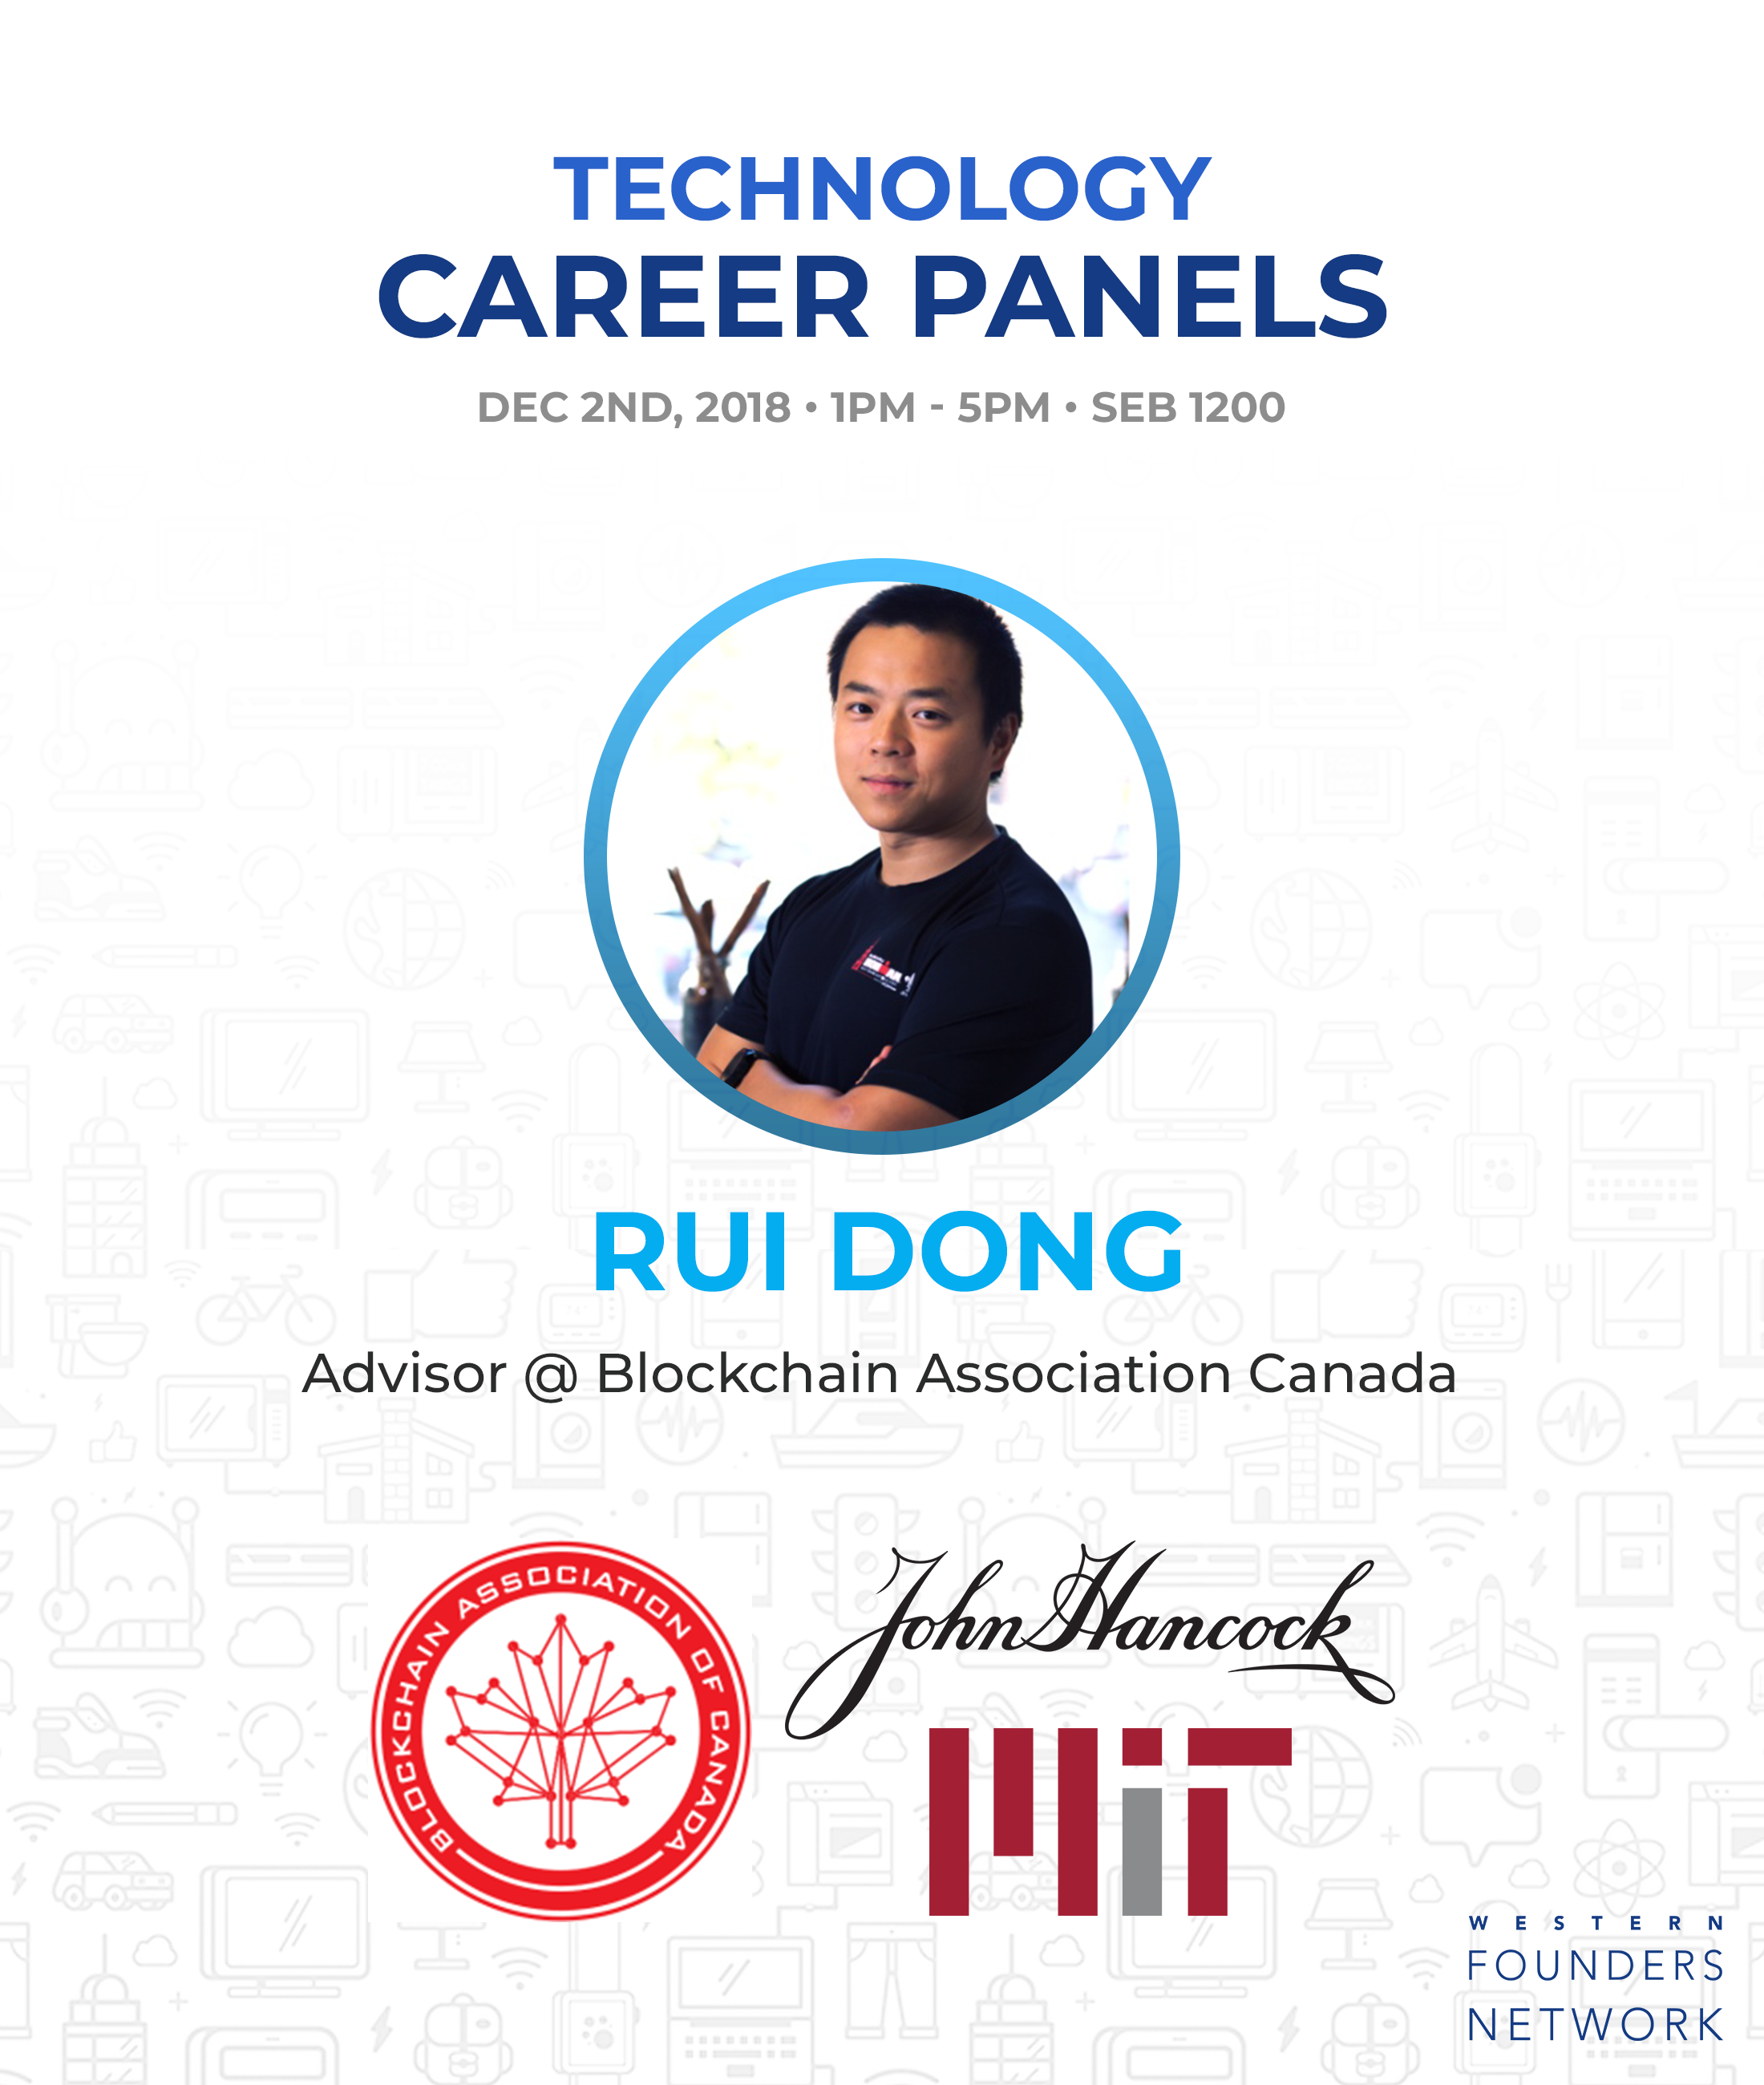 TECHNOLOGY
CAREER PANELS
DEC 2ND, 2018 • 1PM - 5PM • SEB 1200
RUI DONG
Advisor @ Blockchain Association Canada
BLOCKCHAIN ASSOCIATION OF CANADA
John Hancock
MIT
WESTERN
FOUNDERS
NETWORK